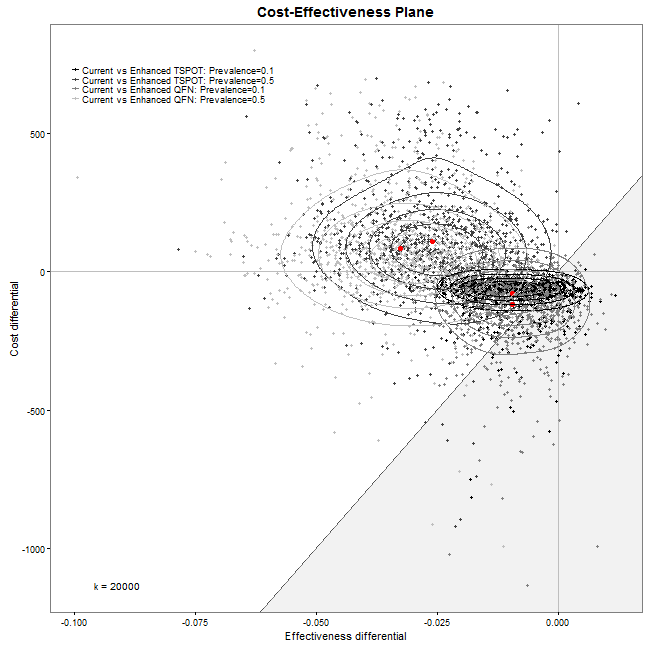 Cost-Effectiveness Plane
Current vs Enhanced TSPOT: Prevalence=0.1
Current vs Enhanced TSPOT: Prevalence=0.5
Current vs Enhanced QFN: Prevalence=0.1
Current vs Enhanced QFN: Prevalence=0.5
500
0
-500
-1000
Cost differential
k = 20000
-0.100
-0.075
-0.050
-0.025
0.000
Effectiveness differential